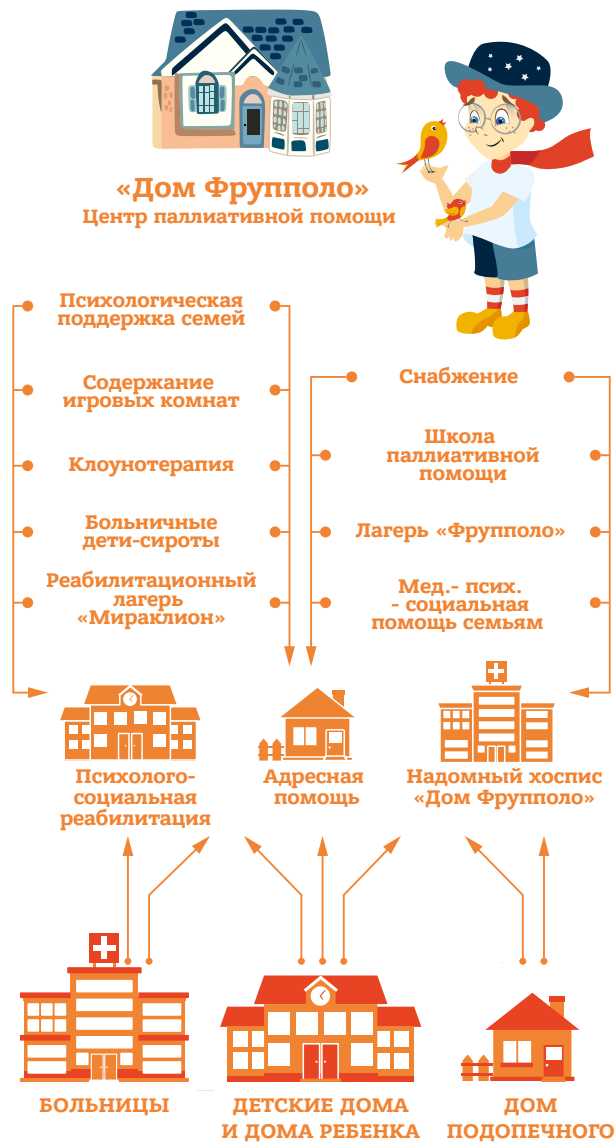 «Дом Фрупполо»
Центр паллиативной помощи
Психологическая
поддержка семей
Содержание
игровых комнат
Клоунотерапия
Больничные
дети-сироты
Реабилитационный
лагерь
«Мираклион»
Снабжение
Школа
паллиативной
помощи
Лагерь «Фрупполо»
Мед.- псих.
- социальная
помощь семьям
Психолого-
социальная
реабилитация
Адресная
помощь
Надомный хоспис
«Дом Фрупполо»
БОЛЬНИЦЫ
ДЕТСКИЕ ДОМА
И ДОМА РЕБЕНКА
ДОМ
ПОДОПЕЧНОГО